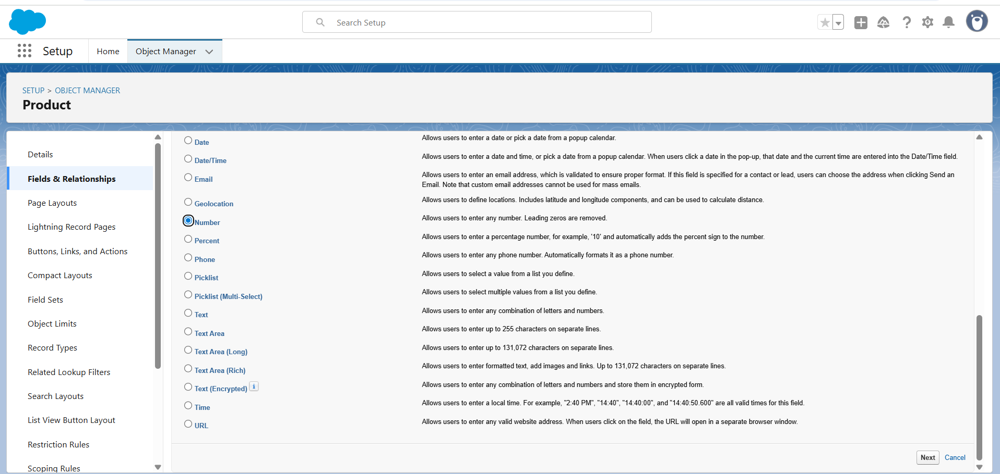 Search Setup
Setup
Home
Object Manager
SETUP > OBJECT MANAGER
Product
Details
Fields & Relationships
Page Layouts
Lightning Record Pages
Buttons, Links, and Actions
Compact Layouts
Field Sets
Object Limits
Record Types
Related Lookup Filters
Search Layouts
List View Button Layout
Restriction Rules
Scoping Rules
Date
Allows users to enter a date or pick a date from a popup calendar.
Date/Time
Allows users to enter a date and time, or pick a date from a popup calendar. When users click a date in the pop-up, that date and the current time are entered into the Date/Time field.
Email
Allows users to enter an email address, which is validated to ensure proper format. If this field is specified for a contact or lead, users can choose the address when clicking Send an
Email. Note that custom email addresses cannot be used for mass emails.
Geolocation
Allows users to define locations. Includes latitude and longitude components, and can be used to calculate distance.
Number
Allows users to enter any number. Leading zeros are removed.
Percent
Allows users to enter a percentage number, for example, '10' and automatically adds the percent sign to the number.
Phone
Allows users to enter any phone number. Automatically formats it as a phone number.
Picklist
Allows users to select a value from a list you define.
Picklist (Multi-Select)
Allows users to select multiple values from a list you define.
Text
Allows users to enter any combination of letters and numbers.
Text Area
Allows users to enter up to 255 characters on separate lines.
Text Area (Long)
Allows users to enter up to 131,072 characters on separate lines.
Text Area (Rich)
Allows users to enter formatted text, add images and links. Up to 131,072 characters on separate lines.
Text (Encrypted) i
Allows users to enter any combination of letters and numbers and store them in encrypted form.
Time
Allows users to enter a local time. For example, "2:40 PM", "14:40", "14:40:00", and "14:40:50.600" are all valid times for this field.
URL
Allows users to enter any valid website address. When users click on the field, the URL will open in a separate browser window.
Next
Cancel